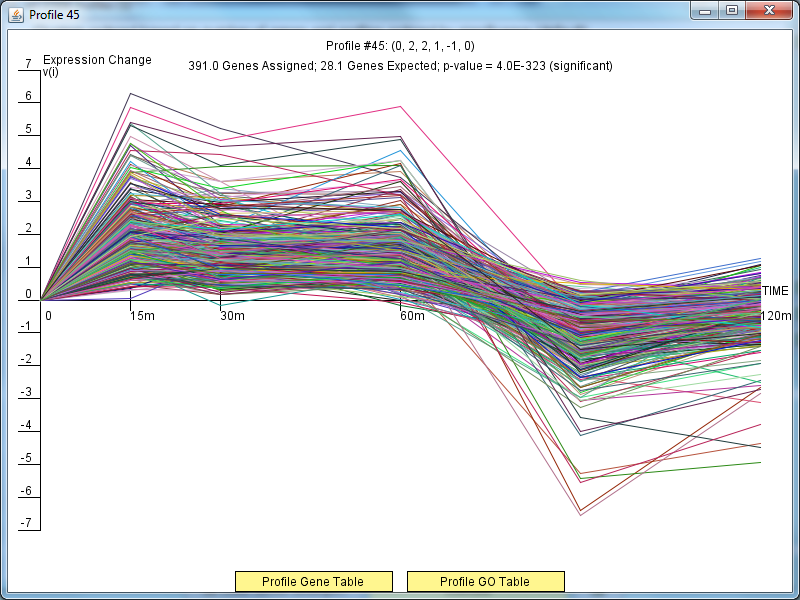 Profile 45
Profile #45: (0, 2, 2, 1, -1, 0)
391.0 Genes Assigned; 28.1 Genes Expected; p-value = 4.0E-323 (significant)
Expression Change
v(i)
7
6
5
4
3
2
1
0
-1
-2
-3
-4
-5
-6
-7
TIME
0 15m 30m 60m 120m
Profile Gene Table Profile GO Table